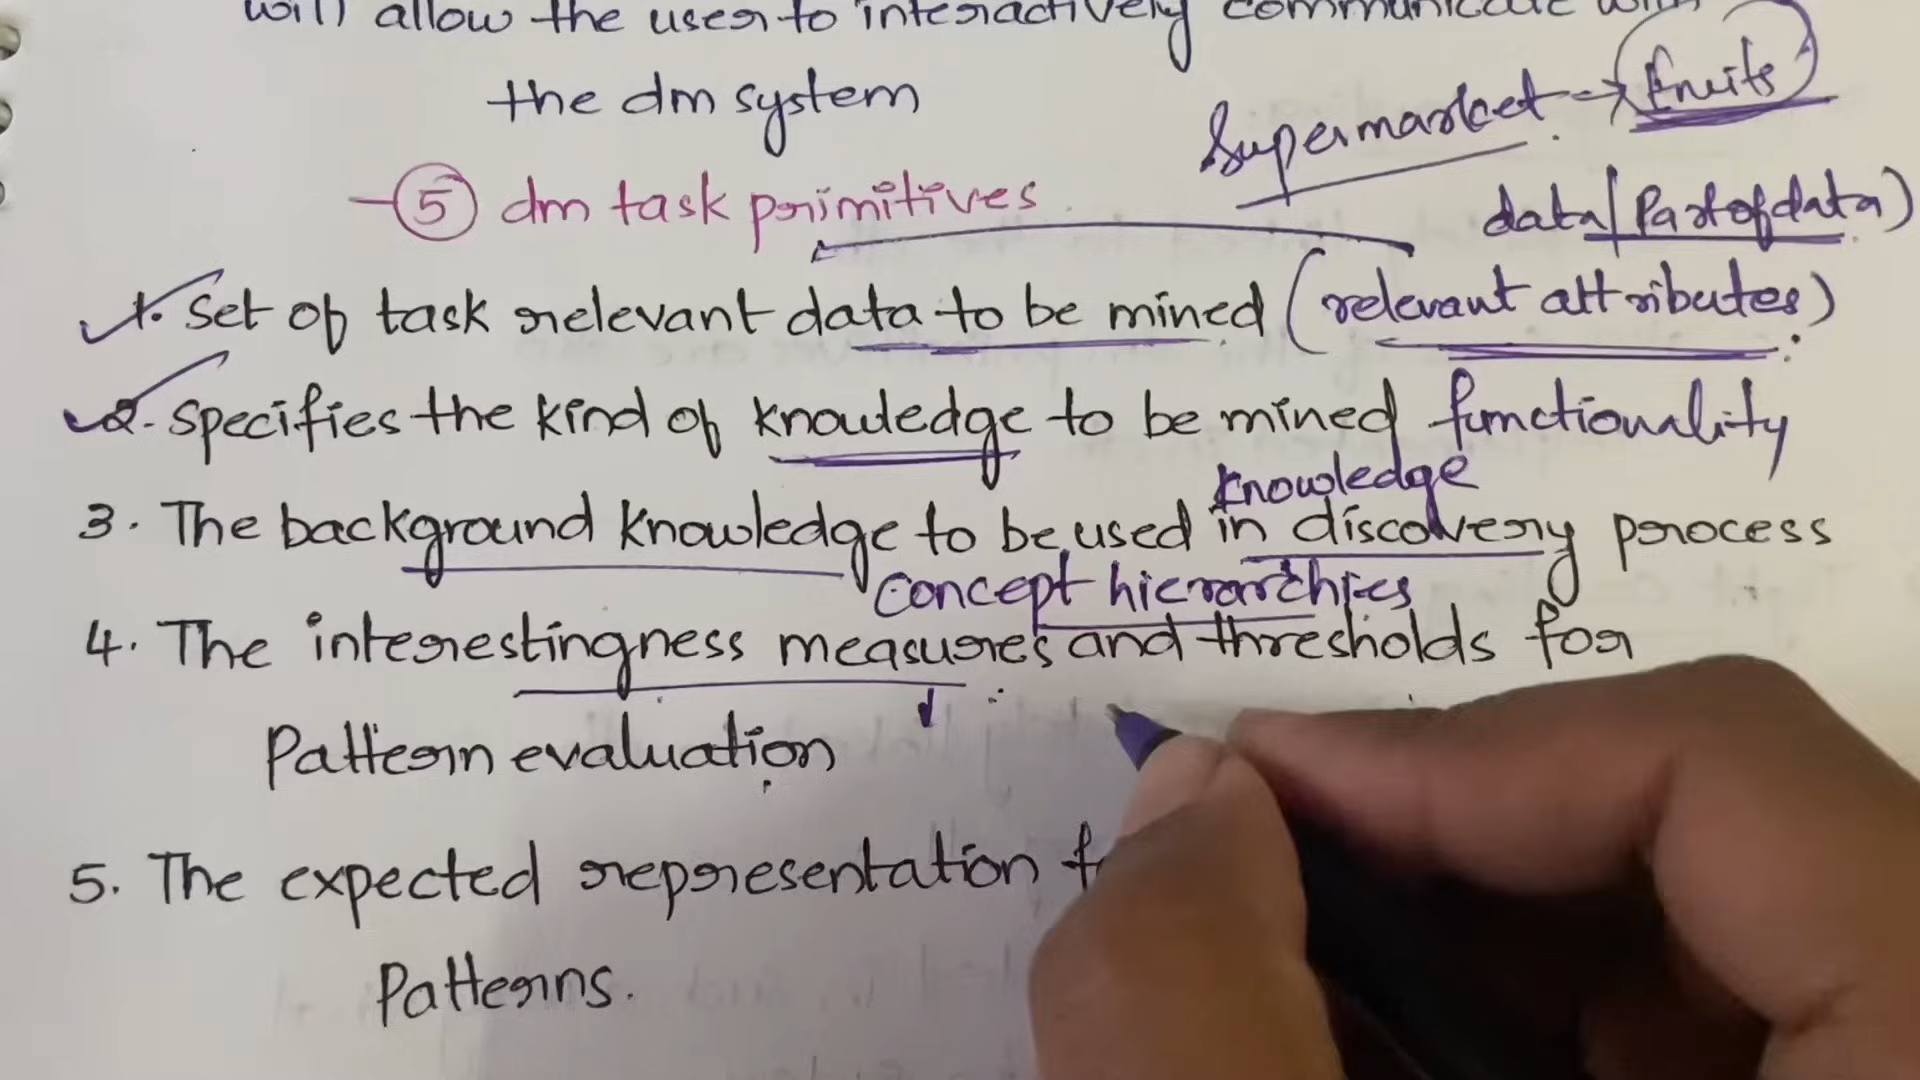 will allow the user to interactively communicate with
the dm system
Supermarket → fruits
⑤ dm task primitives
data/Part of data)
1. Set of task relevant data to be mined (relevant attributes)
2. Specifies the kind of knowledge to be mined functionality
knowledge
3. The background knowledge to be used in discovery process
concept hierarchies
4. The interestingness measures and thresholds for
Pattern evaluation
5. The expected representation
Patterns.